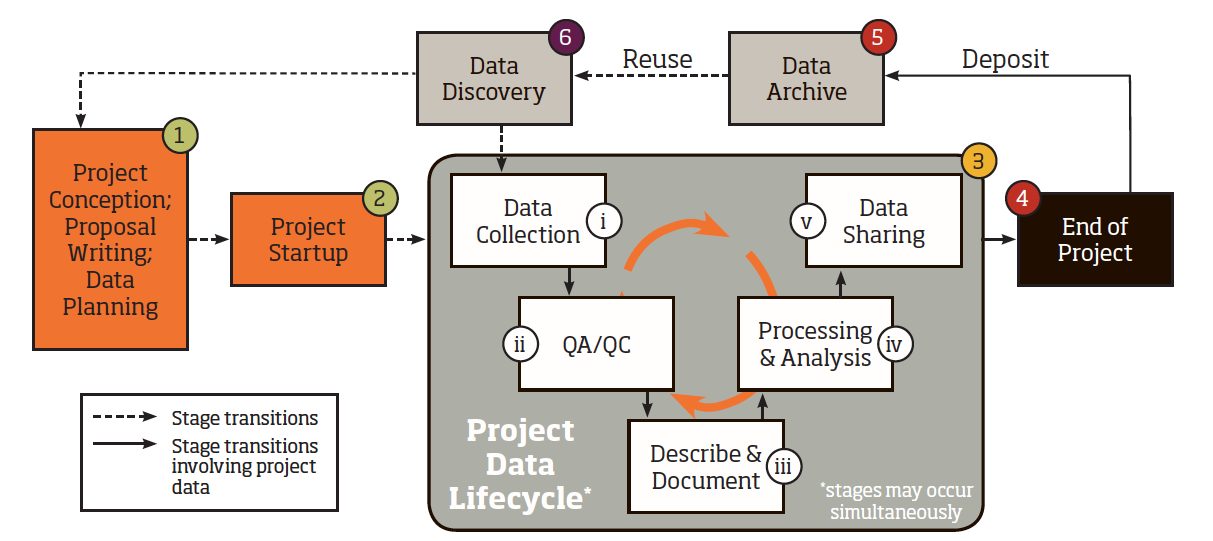 6
Data
Discovery
Reuse
5
Data
Archive
Deposit
1
Project
Conception;
Proposal
Writing;
Data
Planning
2
Project
Startup
3
Data
Collection
i
v
Data
Sharing
4
End of
Project
ii
QA/QC
Processing
& Analysis
iv
Describe &
Document
iii
Project
Data
Lifecycle*
*stages may occur
simultaneously
Stage transitions
Stage transitions
involving project
data